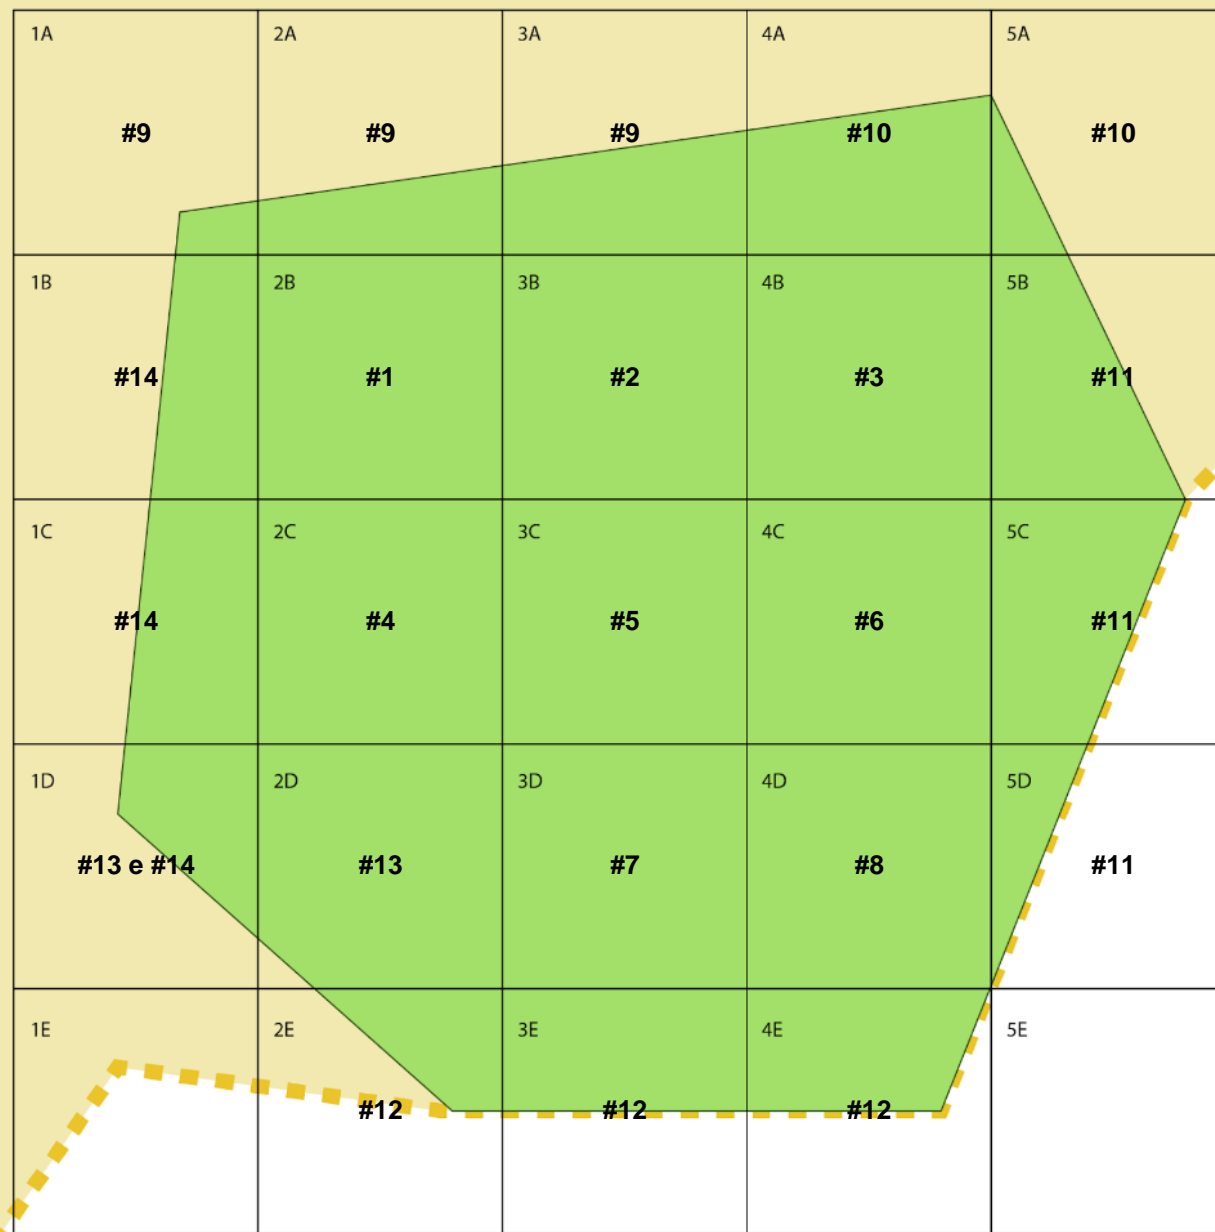 1A 2A 3A 4A 5A
#9 #9 #9 #10 #10
1B 2B 3B 4B 5B
#14 #1 #2 #3 #11
1C 2C 3C 4C 5C
#14 #4 #5 #6 #11
1D 2D 3D 4D 5D
#13 e #14 #13 #7 #8 #11
1E 2E 3E 4E 5E
#12 #12 #12